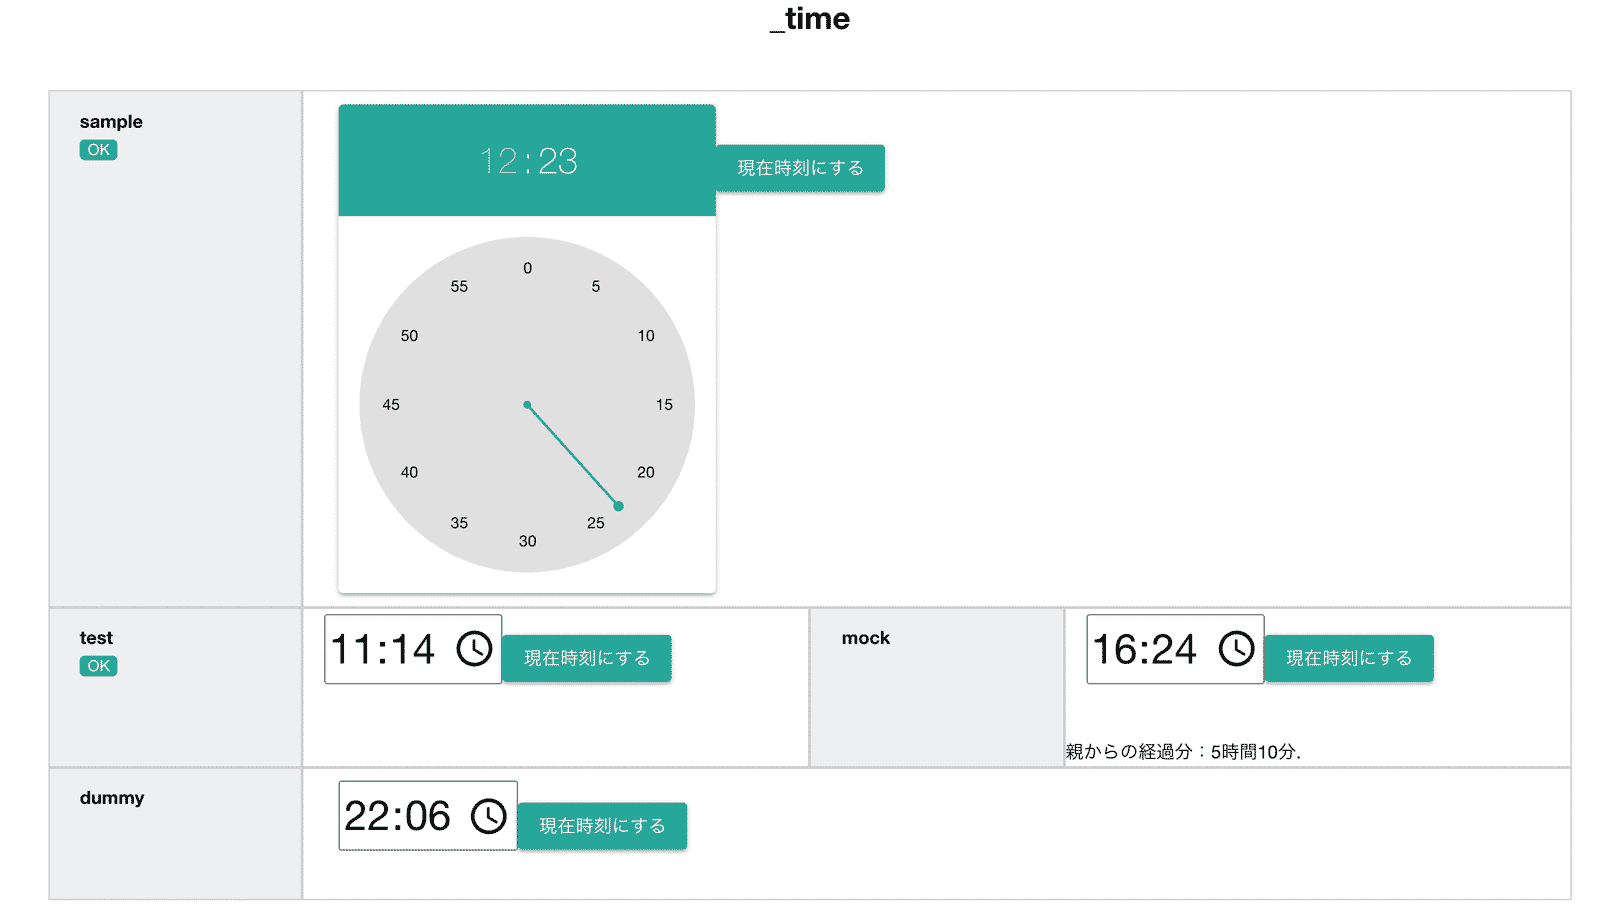 _time
sample
OK
12:23
現在時刻にする
0
5
10
15
20
25
30
35
40
45
50
55
test
OK
11:14
現在時刻にする
mock
16:24
現在時刻にする
親からの経過分：5時間10分.
dummy
22:06
現在時刻にする